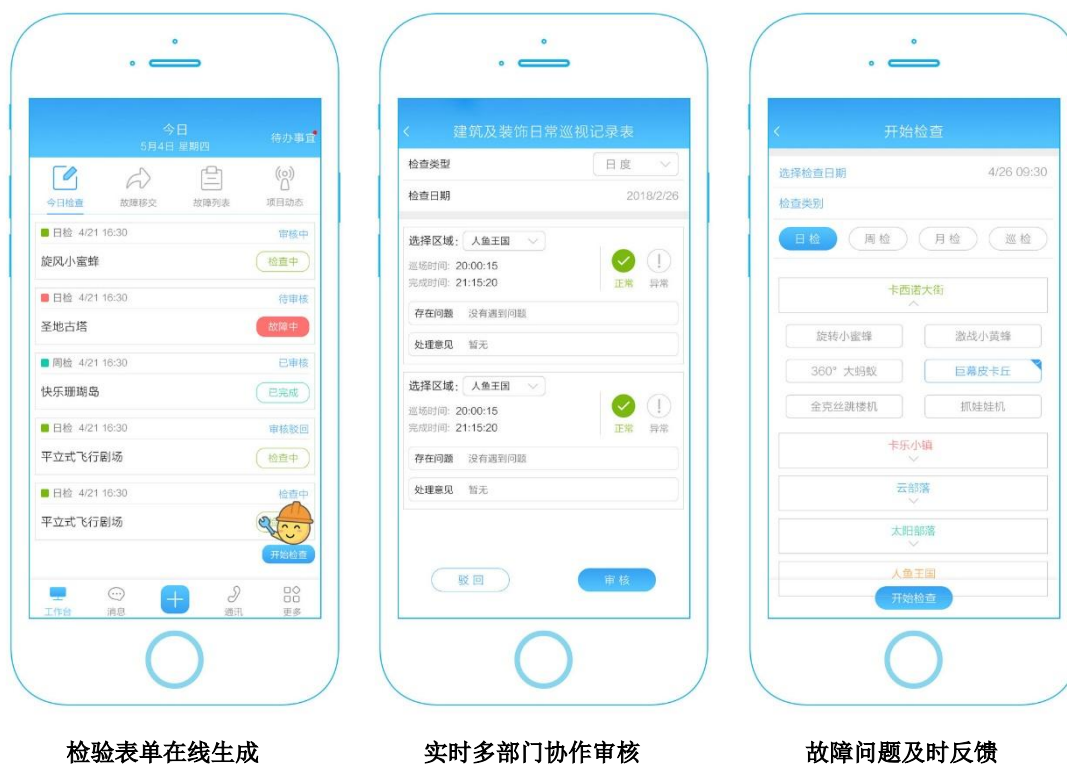 今日
5月4日 星期四
待办事宜
今日检查
故障移交
故障列表
项目动态
日检 4/21 16:30
审核中
旋风小蜜蜂
检查中
日检 4/21 16:30
待审核
圣地古塔
故障中
周检 4/21 16:30
已审核
快乐珊瑚岛
已完成
日检 4/21 16:30
审核驳回
平立式飞行剧场
检查中
日检 4/21 16:30
检查中
平立式飞行剧场
开始检查
工作台
消息
通讯
更多
检验表单在线生成
建筑及装饰日常巡视记录表
检查类型
日 度
检查日期
2018/2/26
选择区域: 人鱼王国
巡场时间: 20:00:15
完成时间: 21:15:20
正常
异常
存在问题 没有遇到问题
处理意见 暂无
选择区域: 人鱼王国
巡场时间: 20:00:15
完成时间: 21:15:20
正常
异常
存在问题 没有遇到问题
处理意见 暂无
驳 回
审 核
实时多部门协作审核
开始检查
选择检查日期
4/26 09:30
检查类别
日 检
周 检
月 检
巡 检
卡西诺大街
旋转小蜜蜂
激战小黄蜂
360° 大蚂蚁
巨幕皮卡丘
金克丝跳楼机
抓娃娃机
卡乐小镇
云部落
太阳部落
人鱼王国
开始检查
故障问题及时反馈